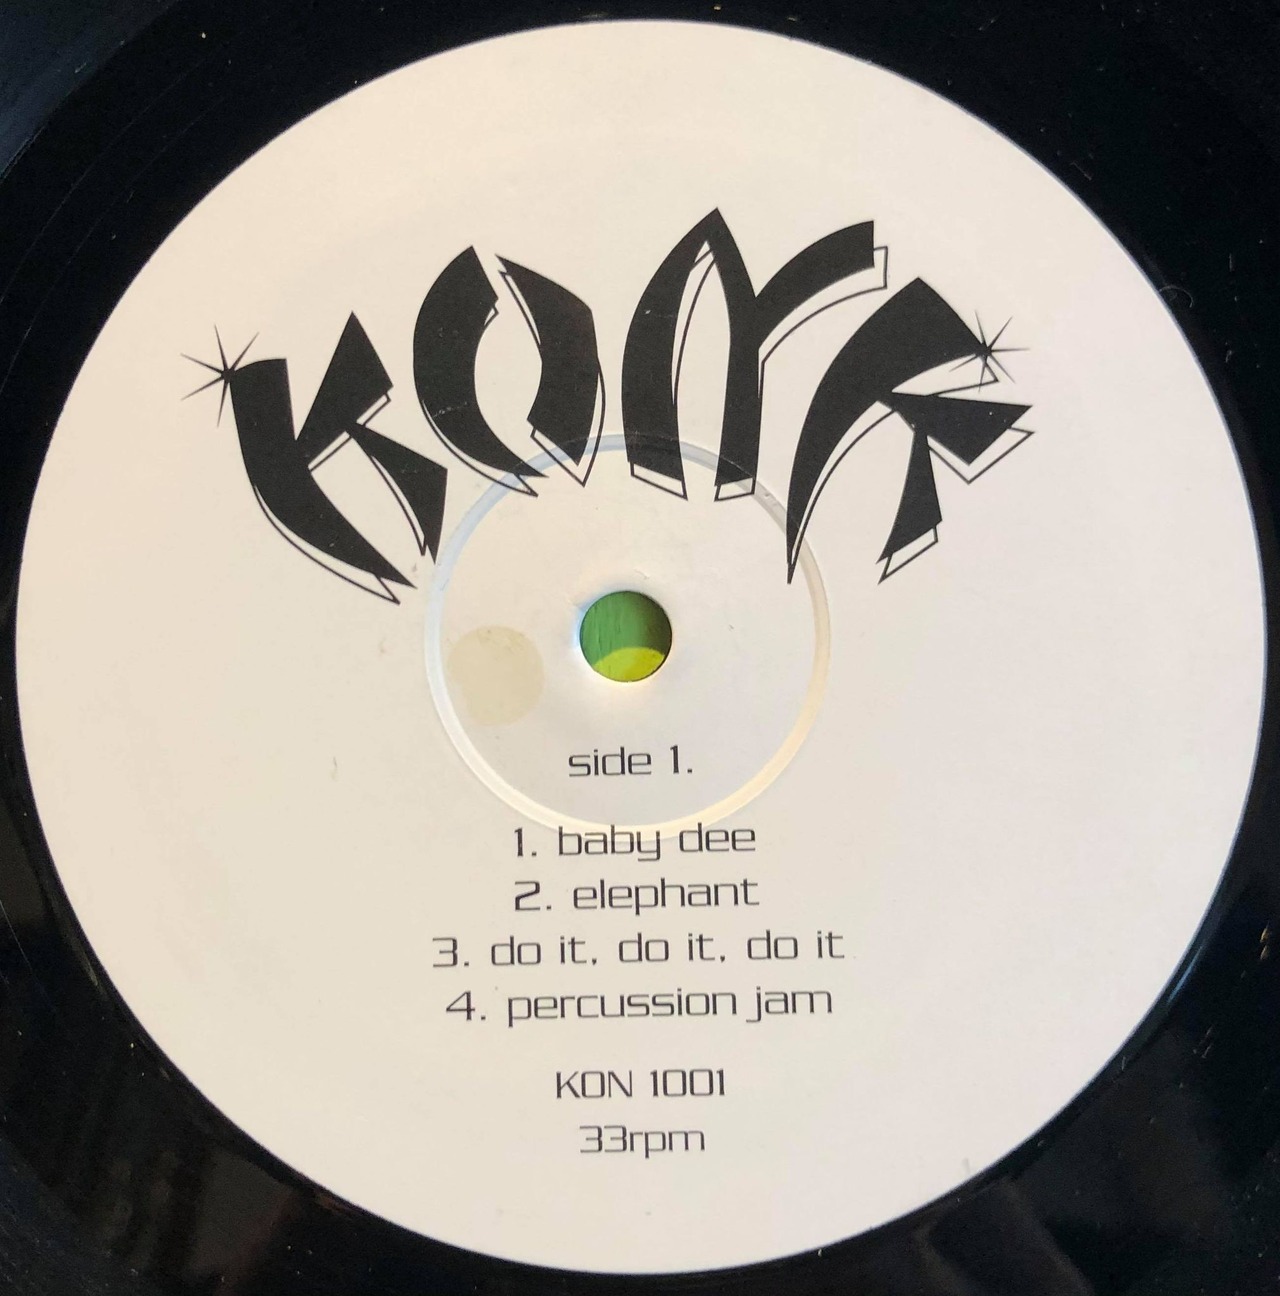 KONK
side 1.
1. baby dee
2. elephant
3. do it, do it, do it
4. percussion jam
KON 1001
33rpm